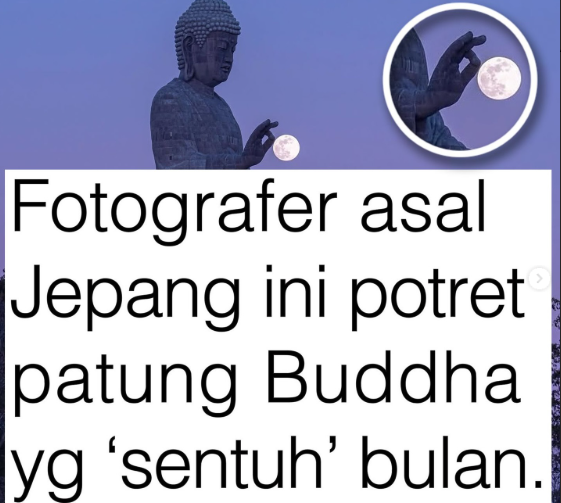 Fotografer asal
Jepang ini potret
patung Buddha
yg ‘sentuh’ bulan.